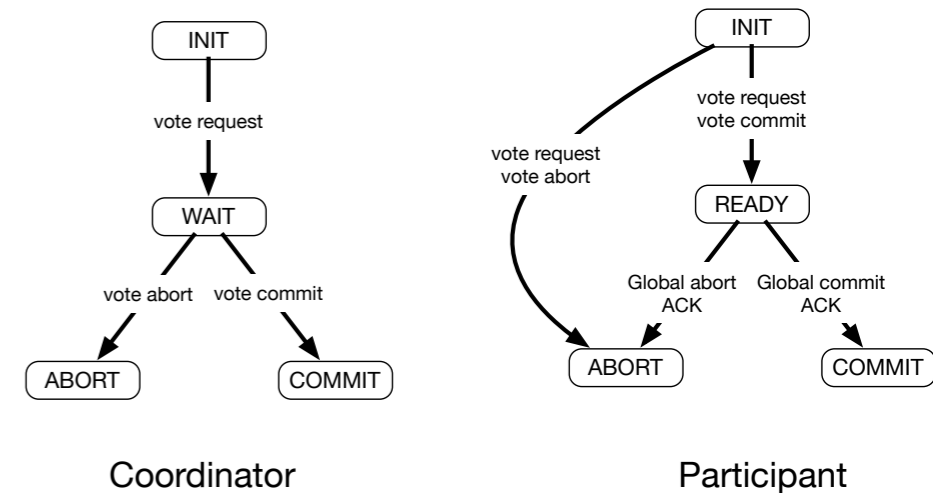 INIT
vote request
WAIT
vote abort
vote commit
ABORT
COMMIT
Coordinator
INIT
vote request
vote commit
vote request
vote abort
READY
Global abort
ACK
Global commit
ACK
ABORT
COMMIT
Participant